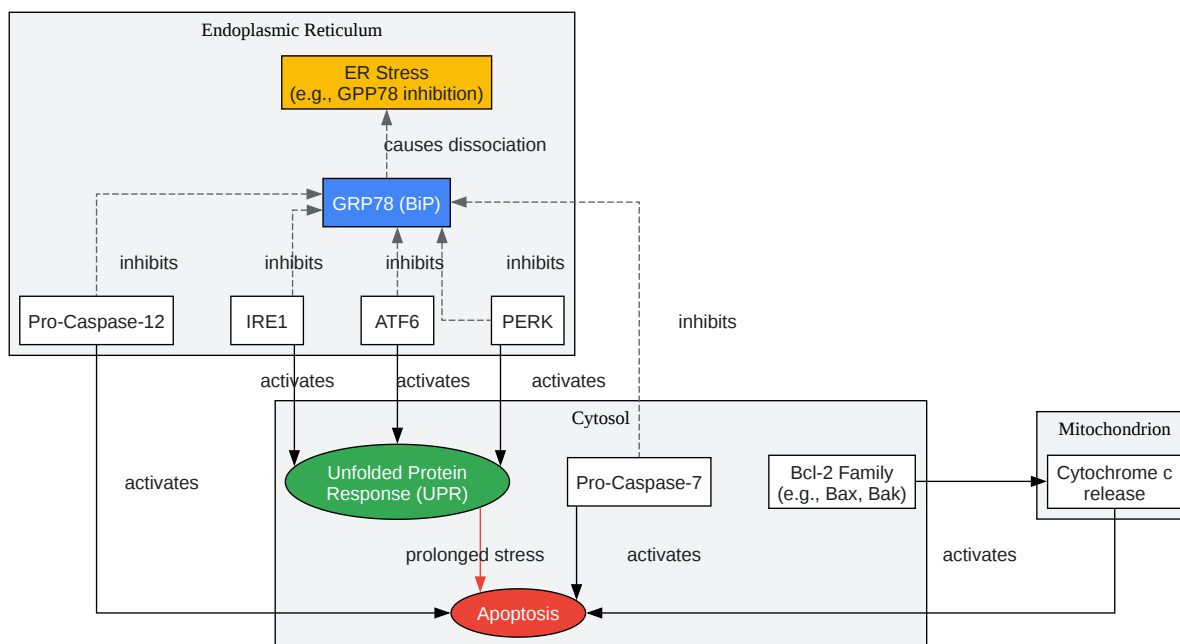 Endoplasmic Reticulum
ER Stress
(e.g., GPP78 inhibition)
causes dissociation
GRP78 (BiP)
inhibits
inhibits
inhibits
inhibits
Pro-Caspase-12
IRE1
ATF6
PERK
inhibits
activates
activates
activates
Cytosol
Mitochondrion
Unfolded Protein
Response (UPR)
Pro-Caspase-7
Bcl-2 Family
(e.g., Bax, Bak)
Cytochrome c
release
activates
prolonged stress
activates
activates
Apoptosis